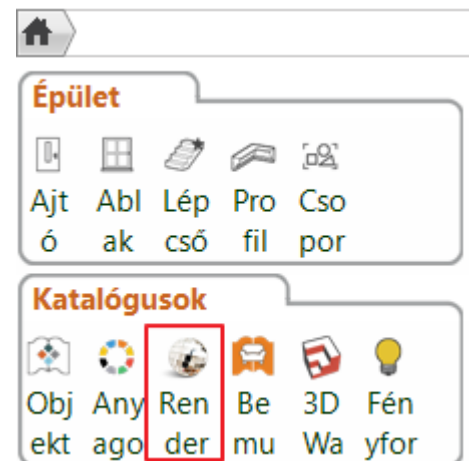 Épület
Ajt Abl Lép Pro Cso
ó ak cső fil por
Katalógusok
Obj Any Ren Be 3D Fén
ekt ago der mu Wa yfor